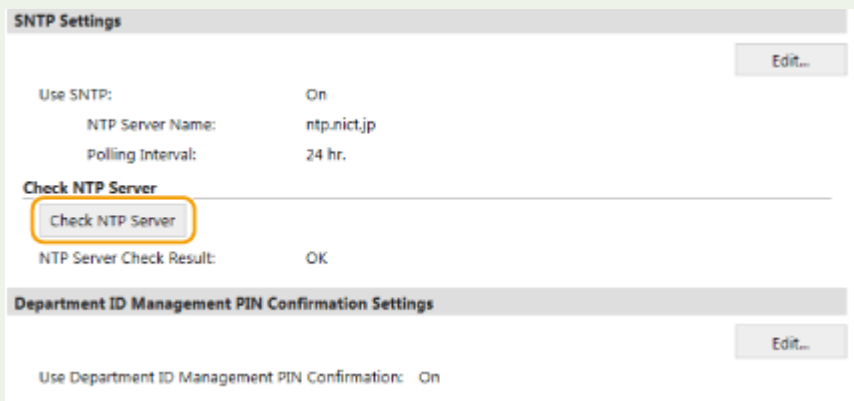 SNTP Settings
Edit...
Use SNTP: On
NTP Server Name: ntp.nict.jp
Polling Interval: 24 hr.
Check NTP Server
Check NTP Server
NTP Server Check Result: OK
Department ID Management PIN Confirmation Settings
Edit...
Use Department ID Management PIN Confirmation: On